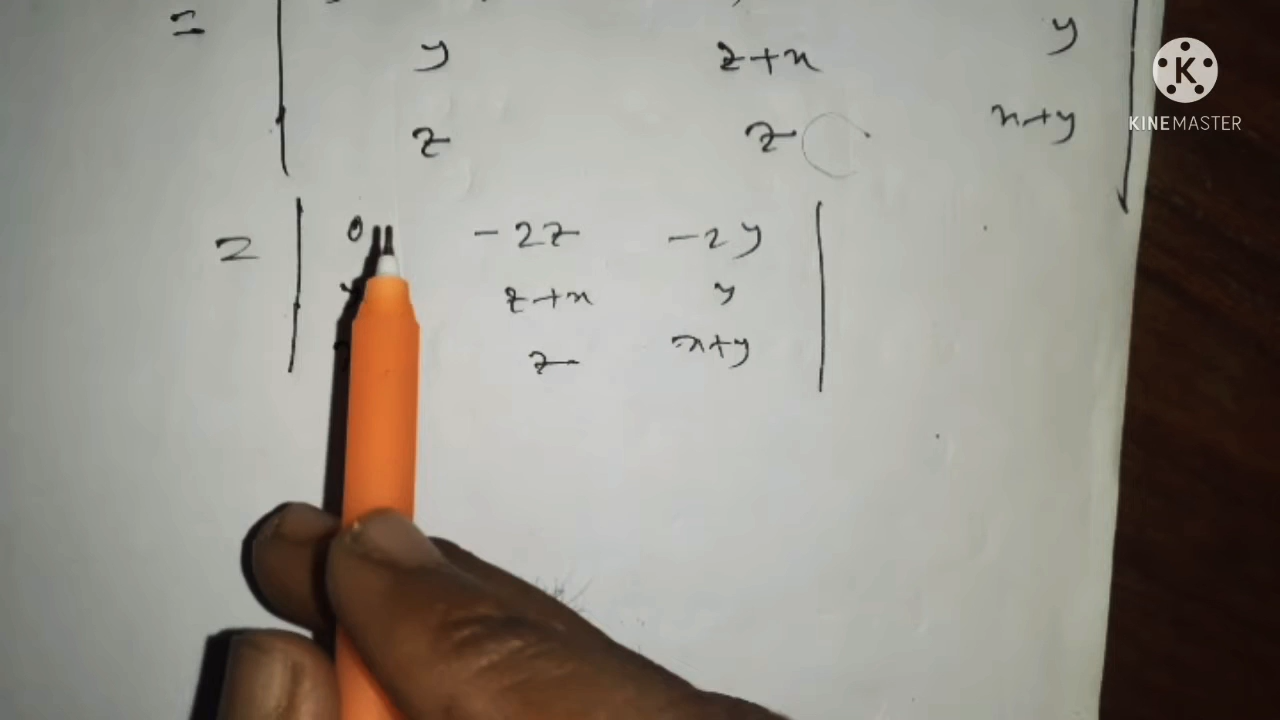 = y z+x y
z z x+y
KINEMASTER
= 0 -2z -2y
y z+x y
z x+y